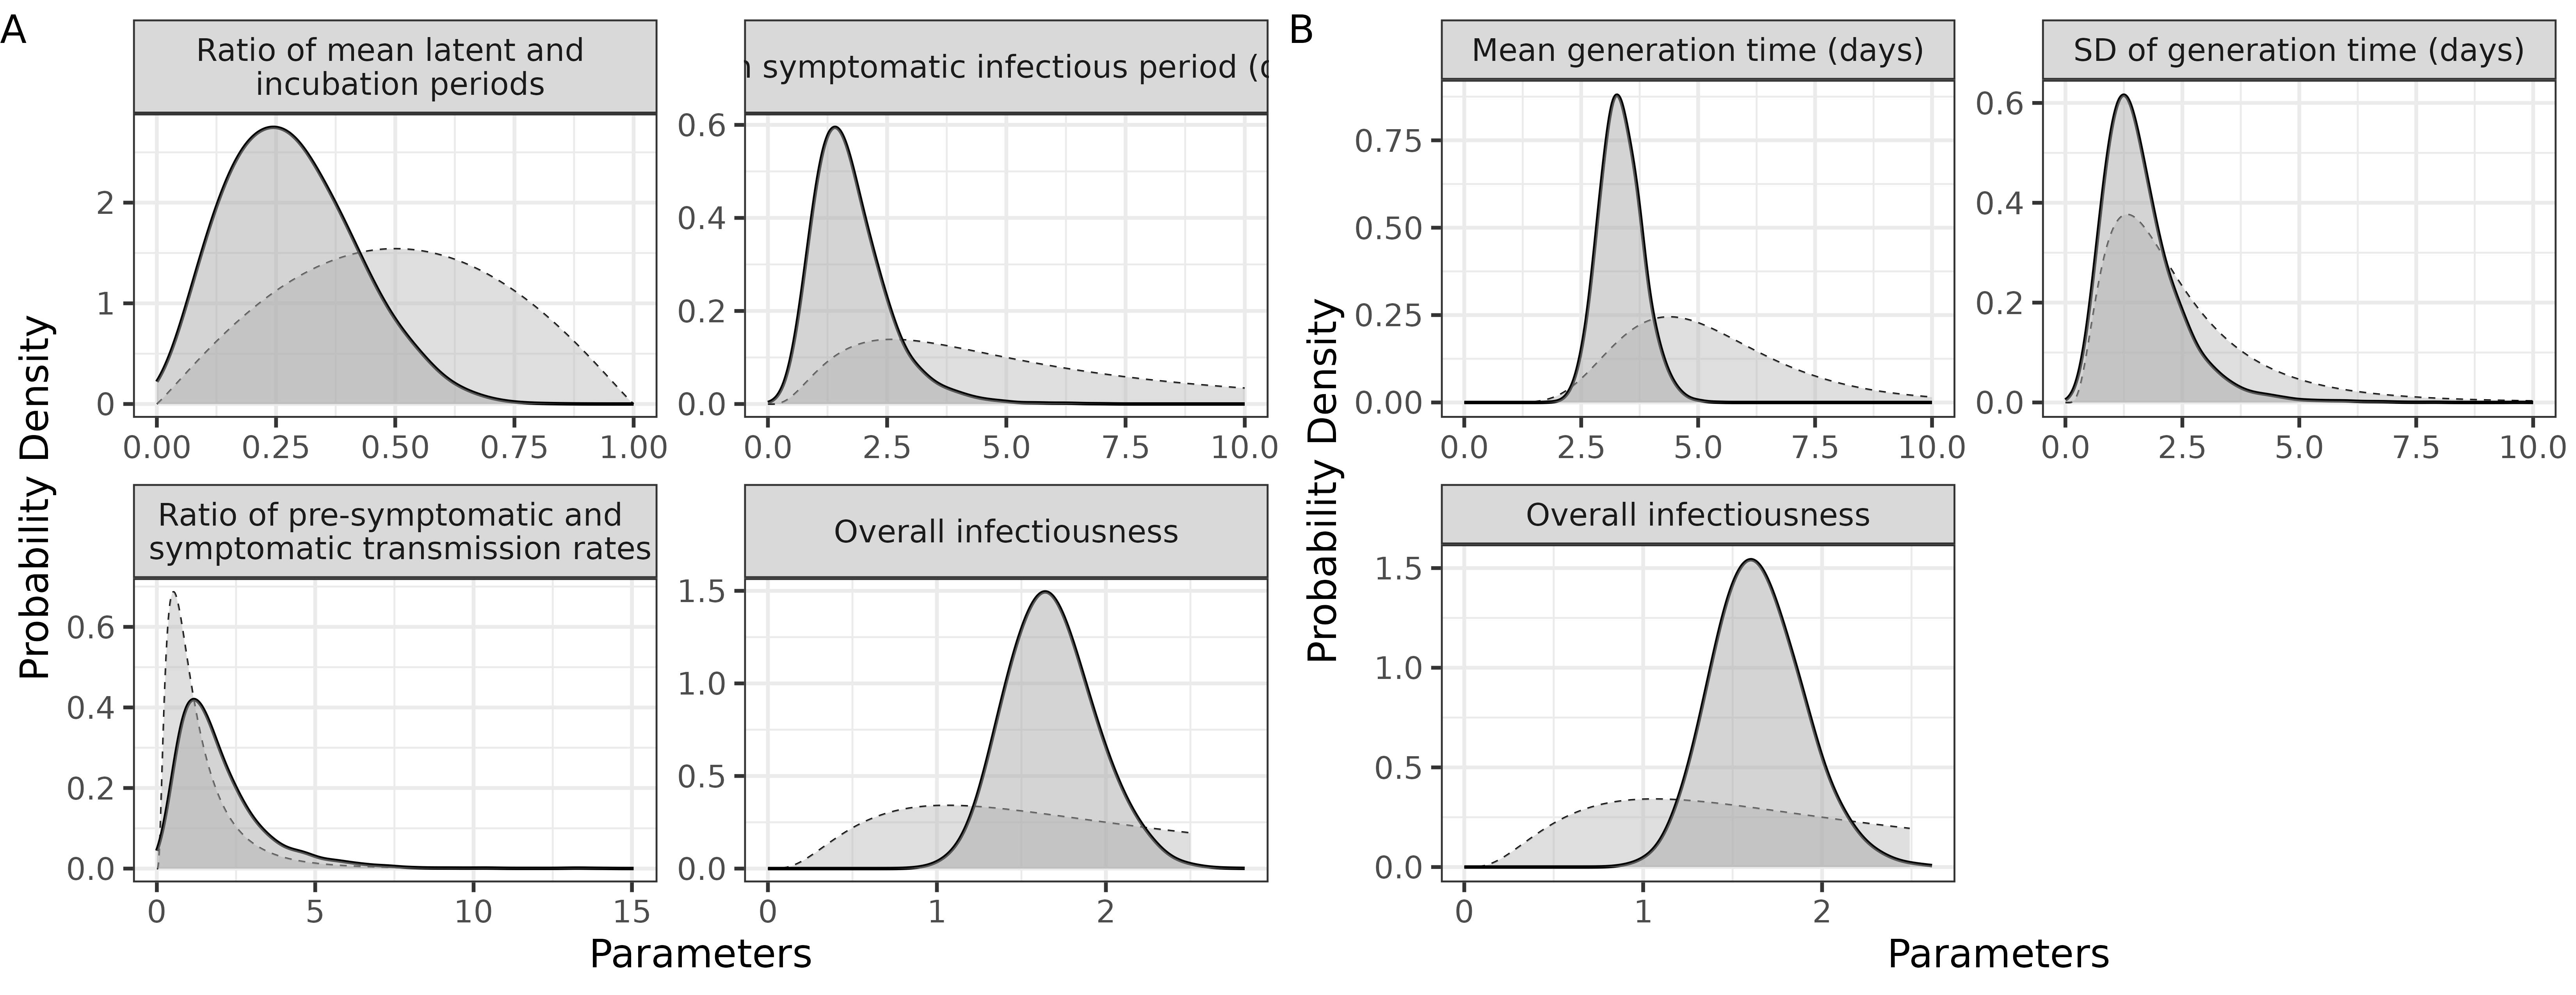 A
Ratio of mean latent and
incubation periods
symptomatic infectious period
Probability Density
0
1
2
0.00 0.25 0.50 0.75 1.00
0.0
0.2
0.4
0.6
0.0 2.5 5.0 7.5 10.0
Ratio of pre-symptomatic and
symptomatic transmission rates
0.0
0.2
0.4
0.6
0 5 10 15
Overall infectiousness
0.0
0.5
1.0
1.5
0 1 2
Parameters
B
Mean generation time (days)
SD of generation time (days)
Probability Density
0.00
0.25
0.50
0.75
0.0 2.5 5.0 7.5 10.0
0.0
0.2
0.4
0.6
0.0 2.5 5.0 7.5 10.0
Overall infectiousness
0.0
0.5
1.0
1.5
0 1 2
Parameters